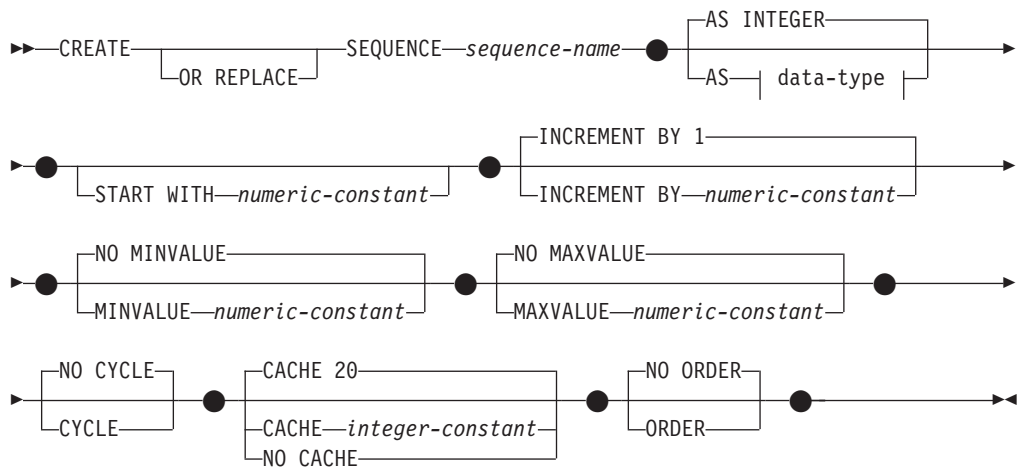 AS INTEGER
CREATE SEQUENCE sequence-name
OR REPLACE AS data-type
INCREMENT BY 1
START WITH numeric-constant INCREMENT BY numeric-constant
NO MINVALUE NO MAXVALUE
MINVALUE numeric-constant MAXVALUE numeric-constant
NO CYCLE CACHE 20 NO ORDER
CYCLE CACHE integer-constant ORDER
NO CACHE